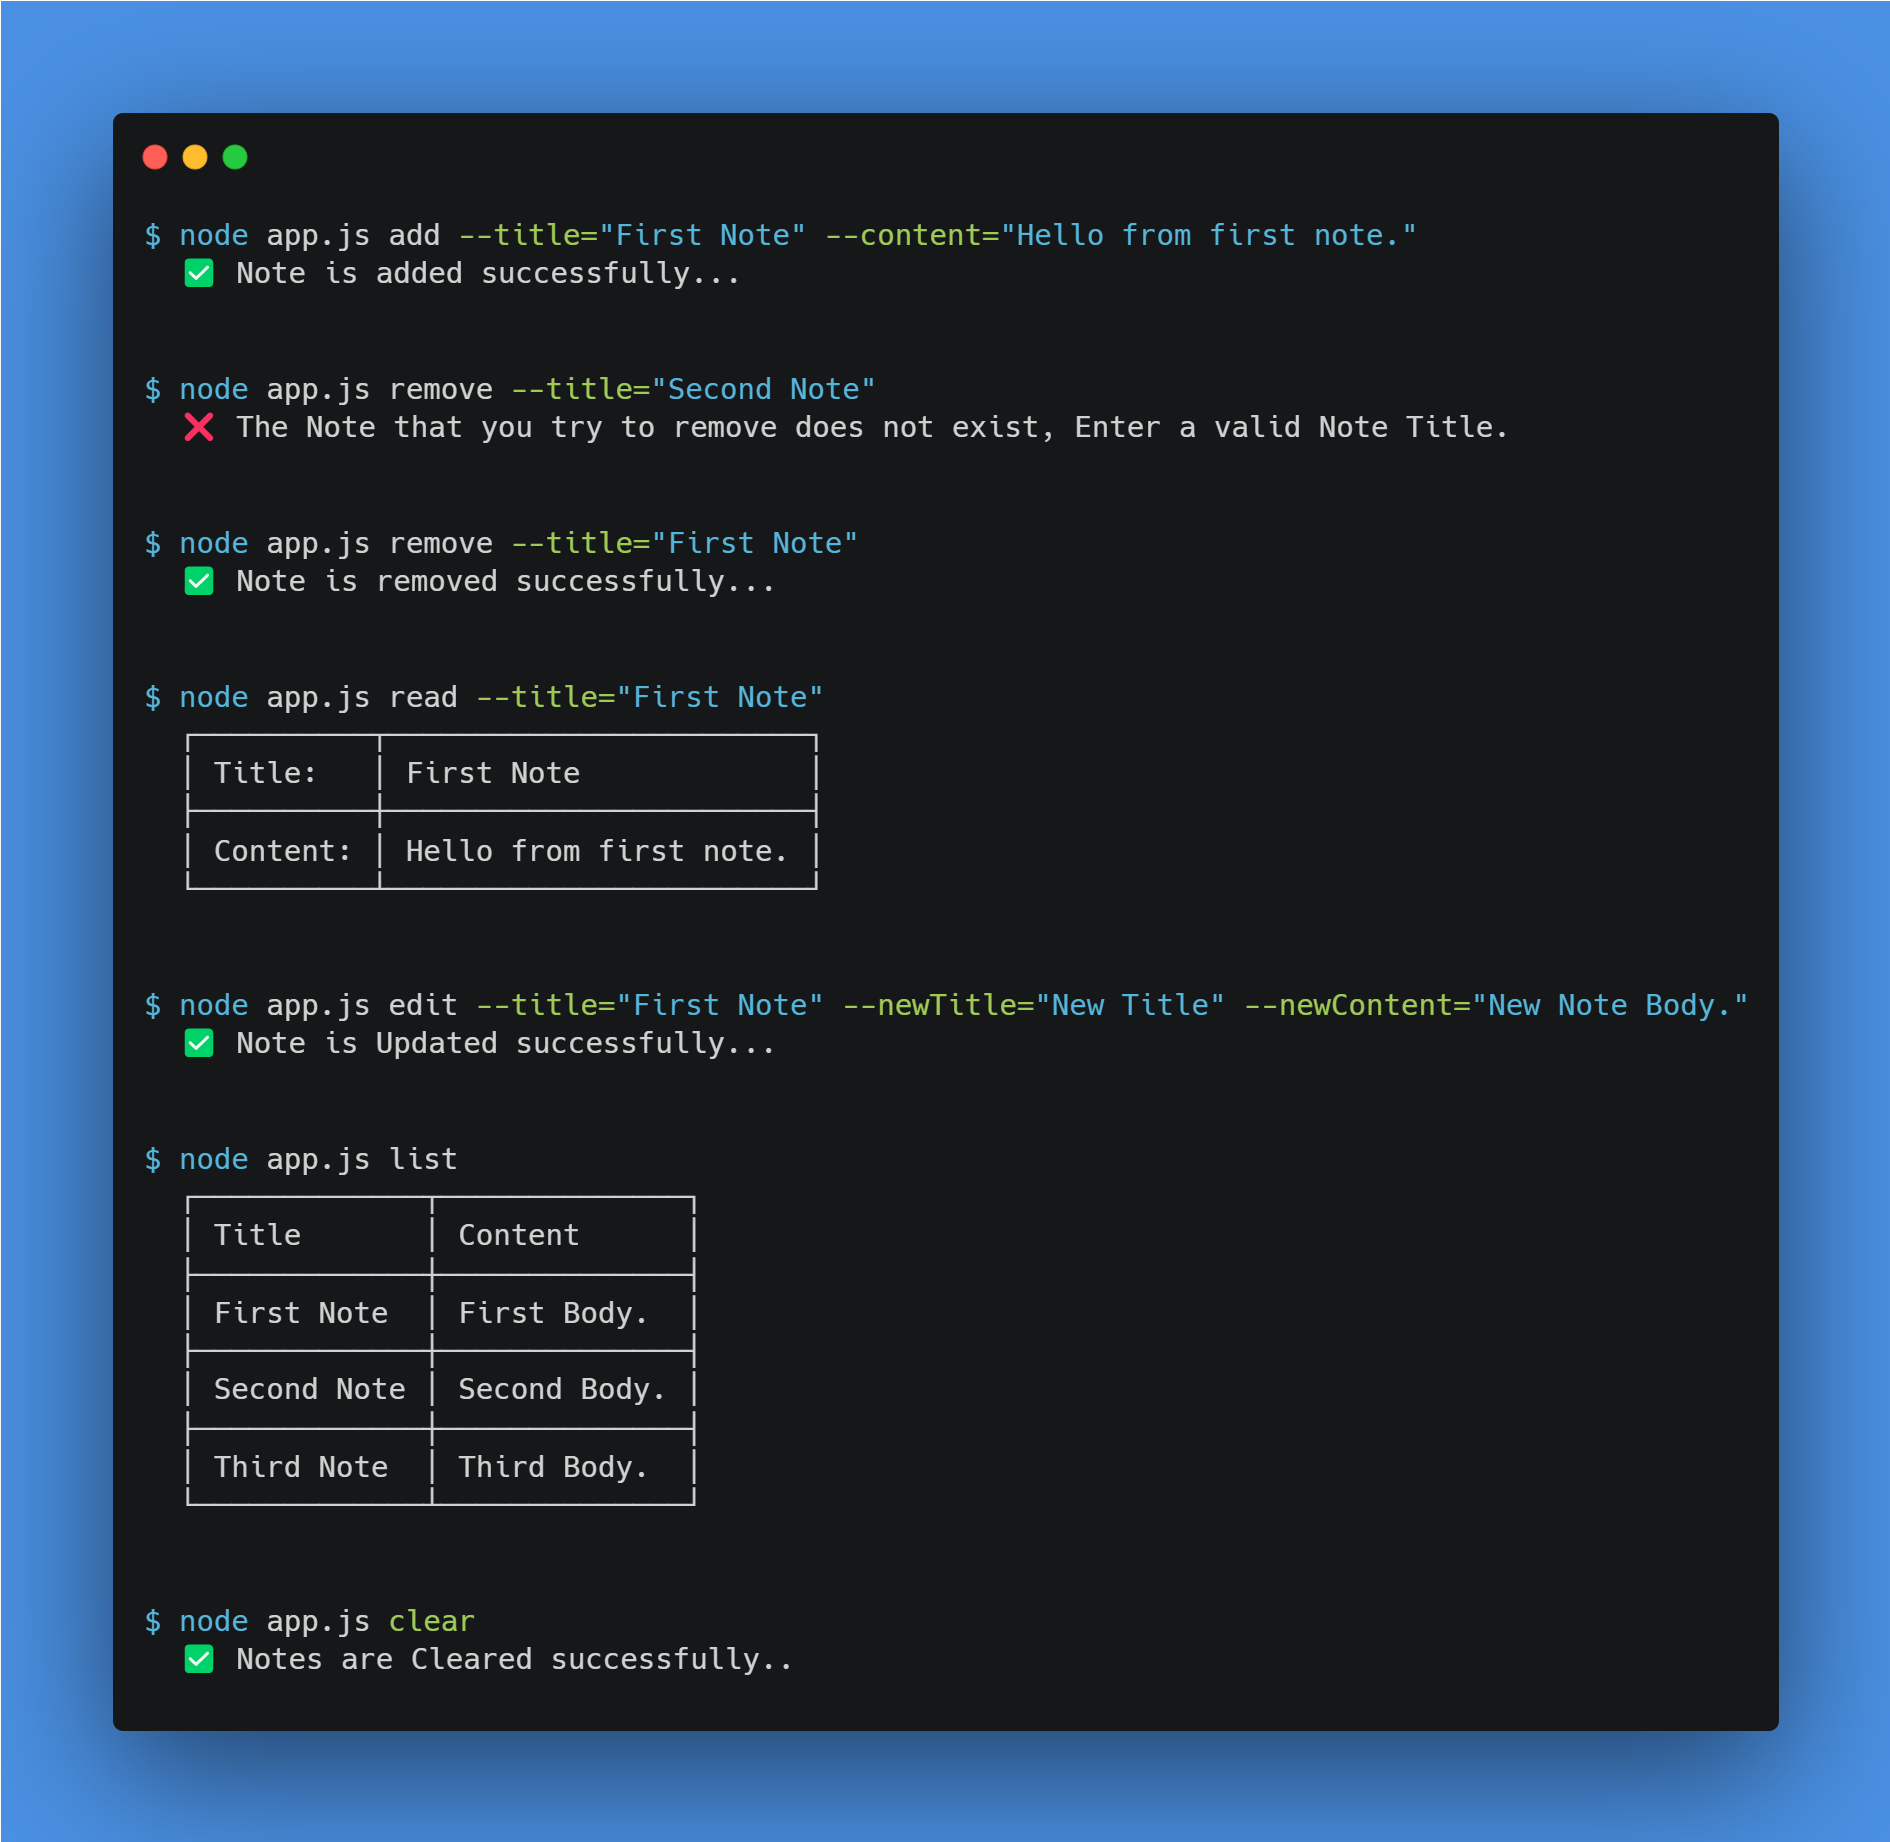 $ node app.js add --title="First Note" --content="Hello from first note."
✅ Note is added successfully...
$ node app.js remove --title="Second Note"
❌ The Note that you try to remove does not exist, Enter a valid Note Title.
$ node app.js remove --title="First Note"
✅ Note is removed successfully...
$ node app.js read --title="First Note"
Title: First Note
Content: Hello from first note.
$ node app.js edit --title="First Note" --newTitle="New Title" --newContent="New Note Body."
✅ Note is Updated successfully...
$ node app.js list
Title Content
First Note First Body.
Second Note Second Body.
Third Note Third Body.
$ node app.js clear
✅ Notes are Cleared successfully..